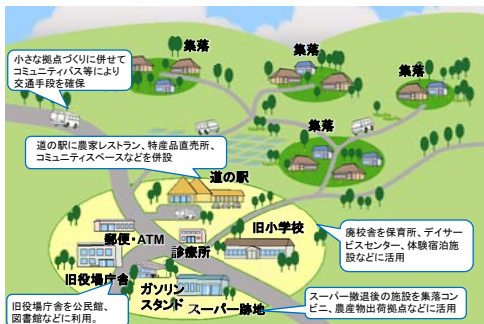 集落
集落
集落
集落
小さな拠点づくりに併せて
コミュニティバス等により
交通手段を確保
道の駅に農家レストラン、特産品直売所、
コミュニティスペースなどを併設
道の駅
郵便・ATM
診療所
旧小学校
廃校舎を保育所、デイサー
ビスセンター、体験宿泊施
設などに活用
旧役場庁舎
ガソリン
スタンド
スーパー跡地
旧役場庁舎を公民館、
図書館などに利用。
スーパー撤退後の施設を集落コン
ビニ、農産物出荷拠点などに活用